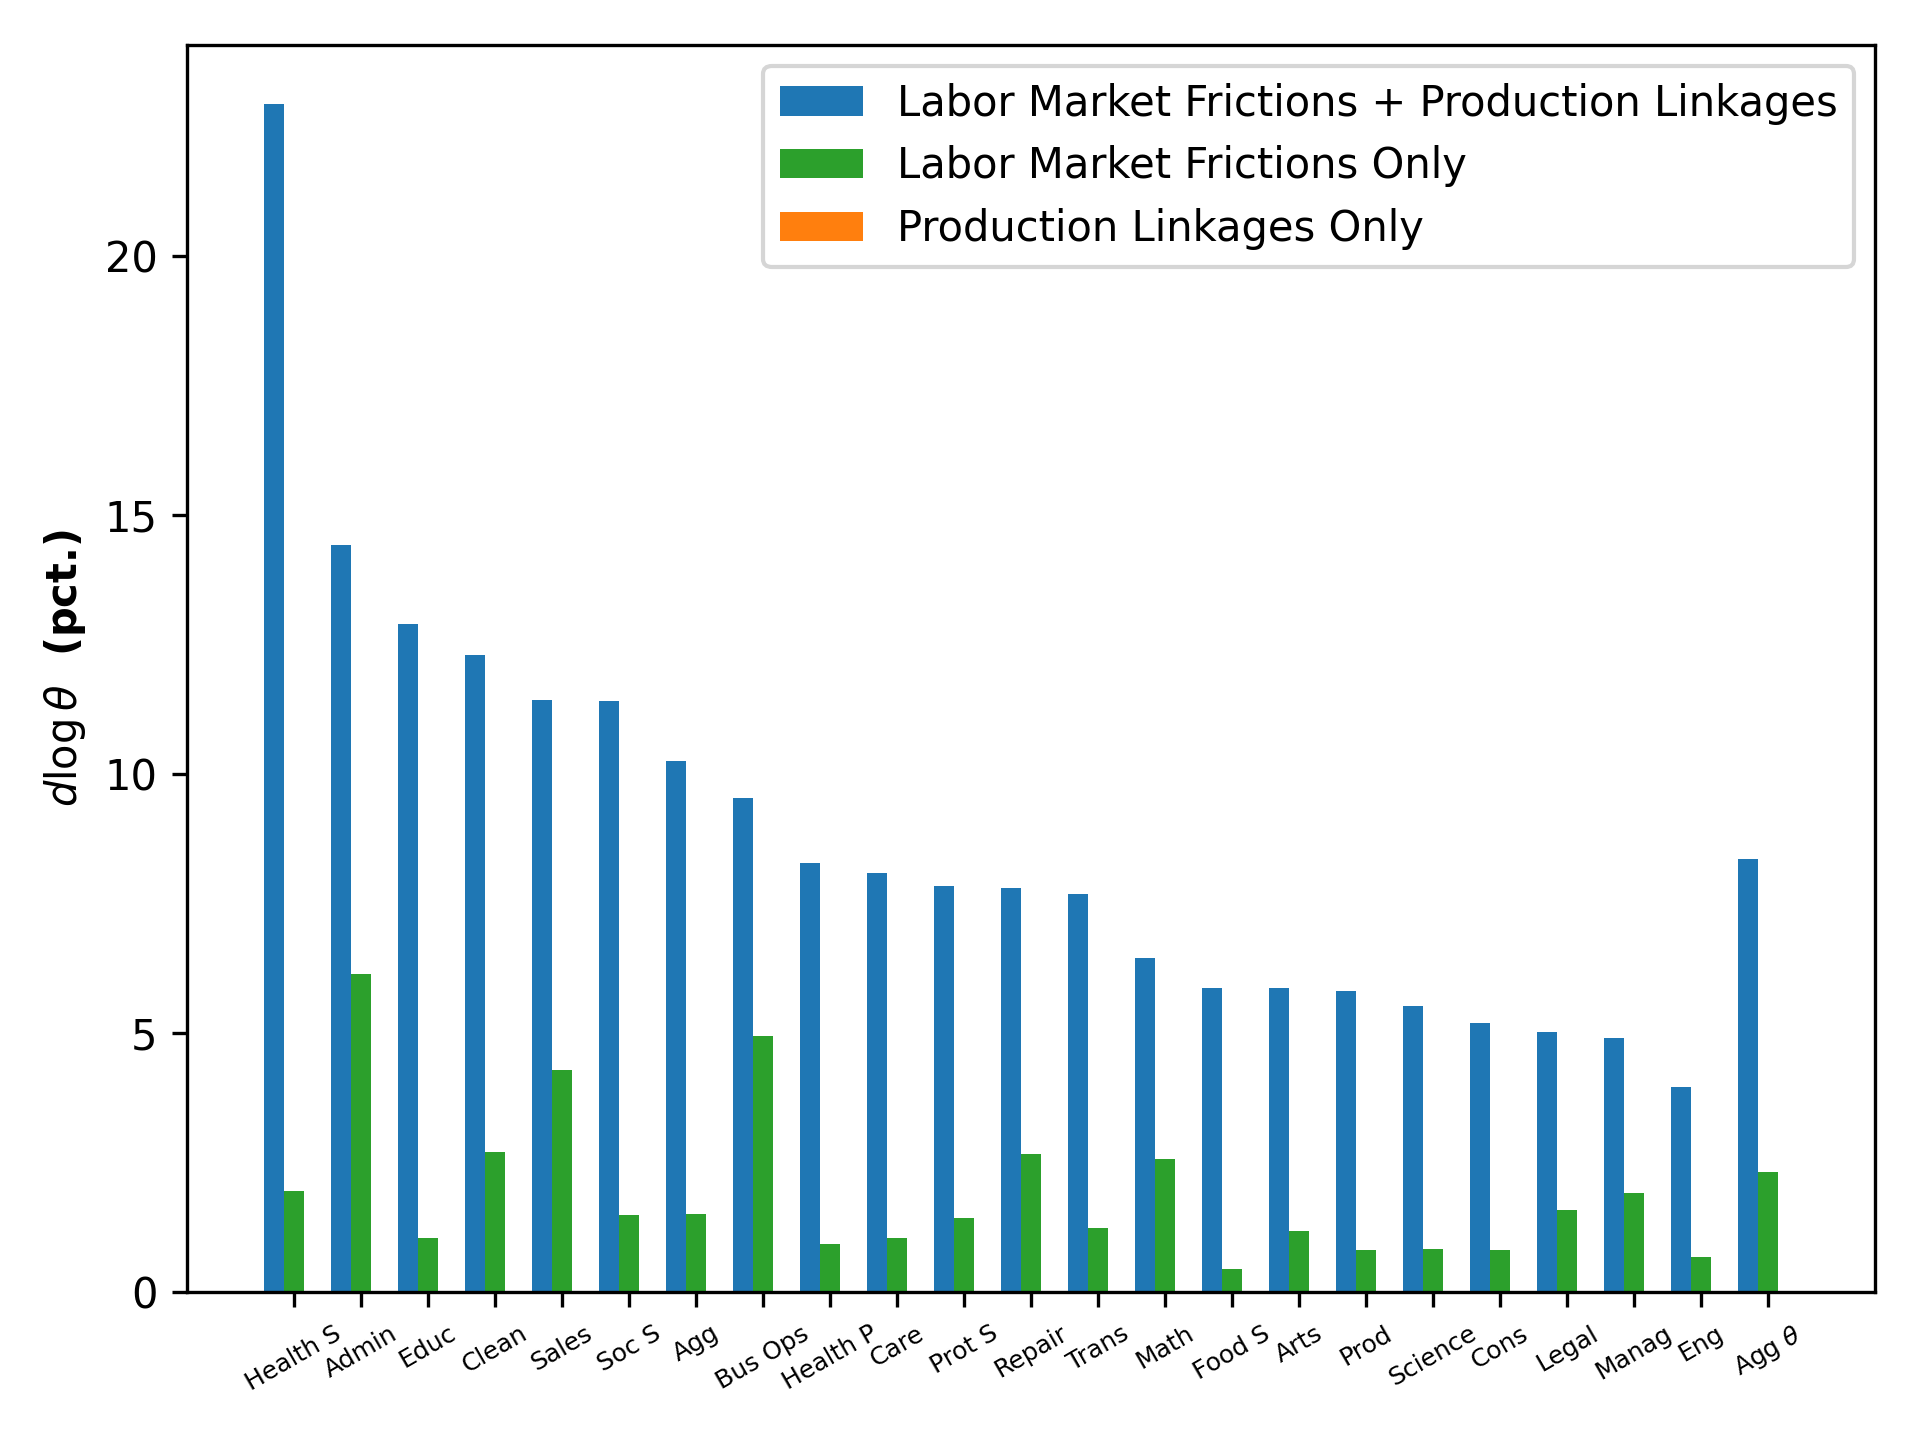 Labor Market Frictions + Production Linkages
Labor Market Frictions Only
Production Linkages Only
20
15
10
5
0
d log θ (pct.)
Health S
Admin
Educ
Clean
Sales
Soc S
Agg
Bus Ops
Health P
Care
Prot S
Repair
Trans
Math
Food S
Arts
Prod
Science
Cons
Legal
Manag
Eng
Agg θ